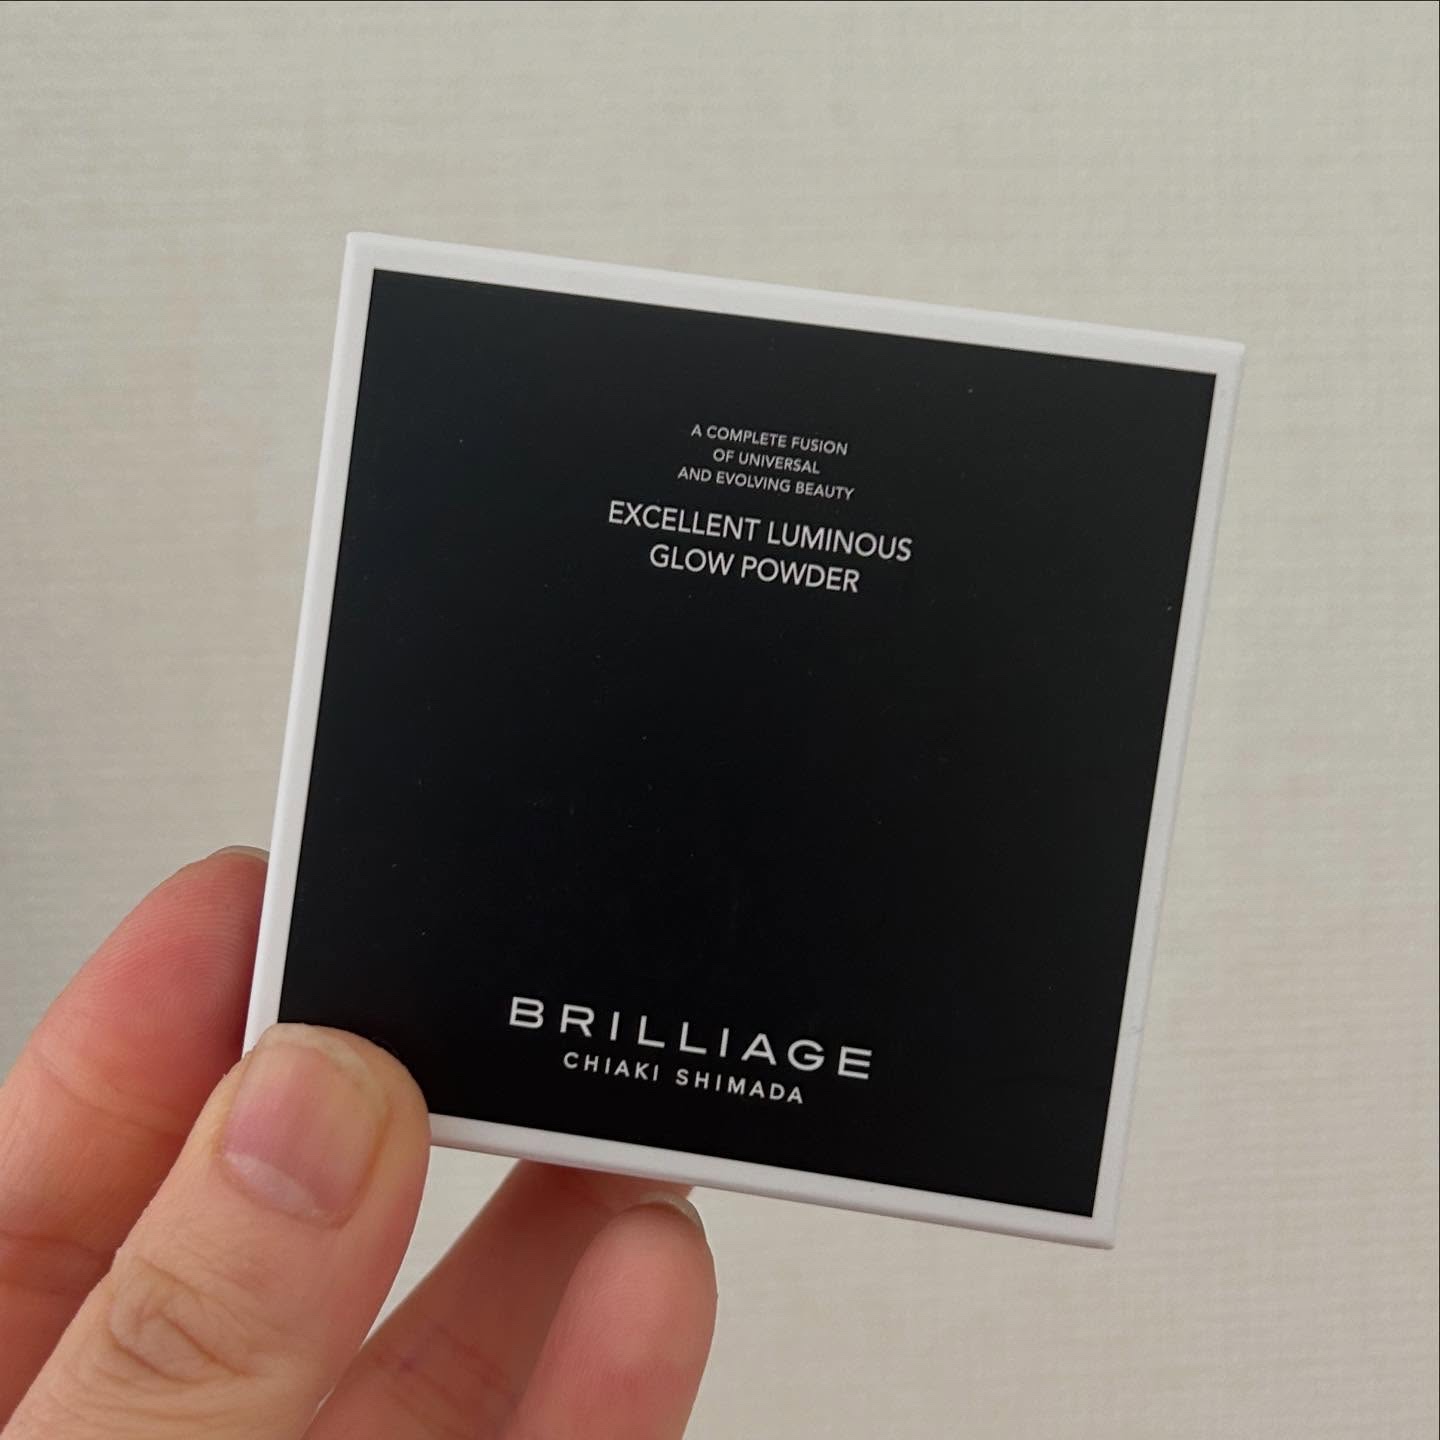 A COMPLETE FUSION
OF UNIVERSAL
AND EVOLVING BEAUTY
EXCELLENT LUMINOUS
GLOW POWDER
BRILLIAGE
CHIAKI SHIMADA